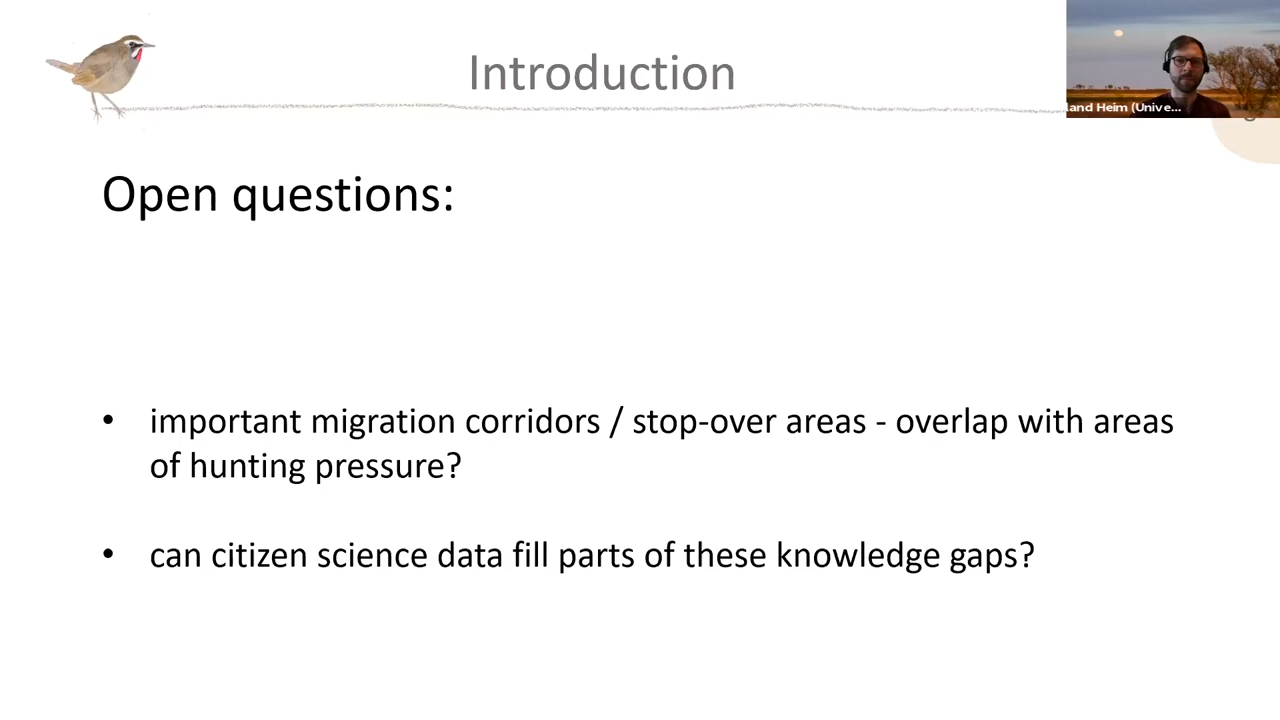 Introduction
land Heim (Unive...
Open questions:
• important migration corridors / stop-over areas - overlap with areas
of hunting pressure?
• can citizen science data fill parts of these knowledge gaps?